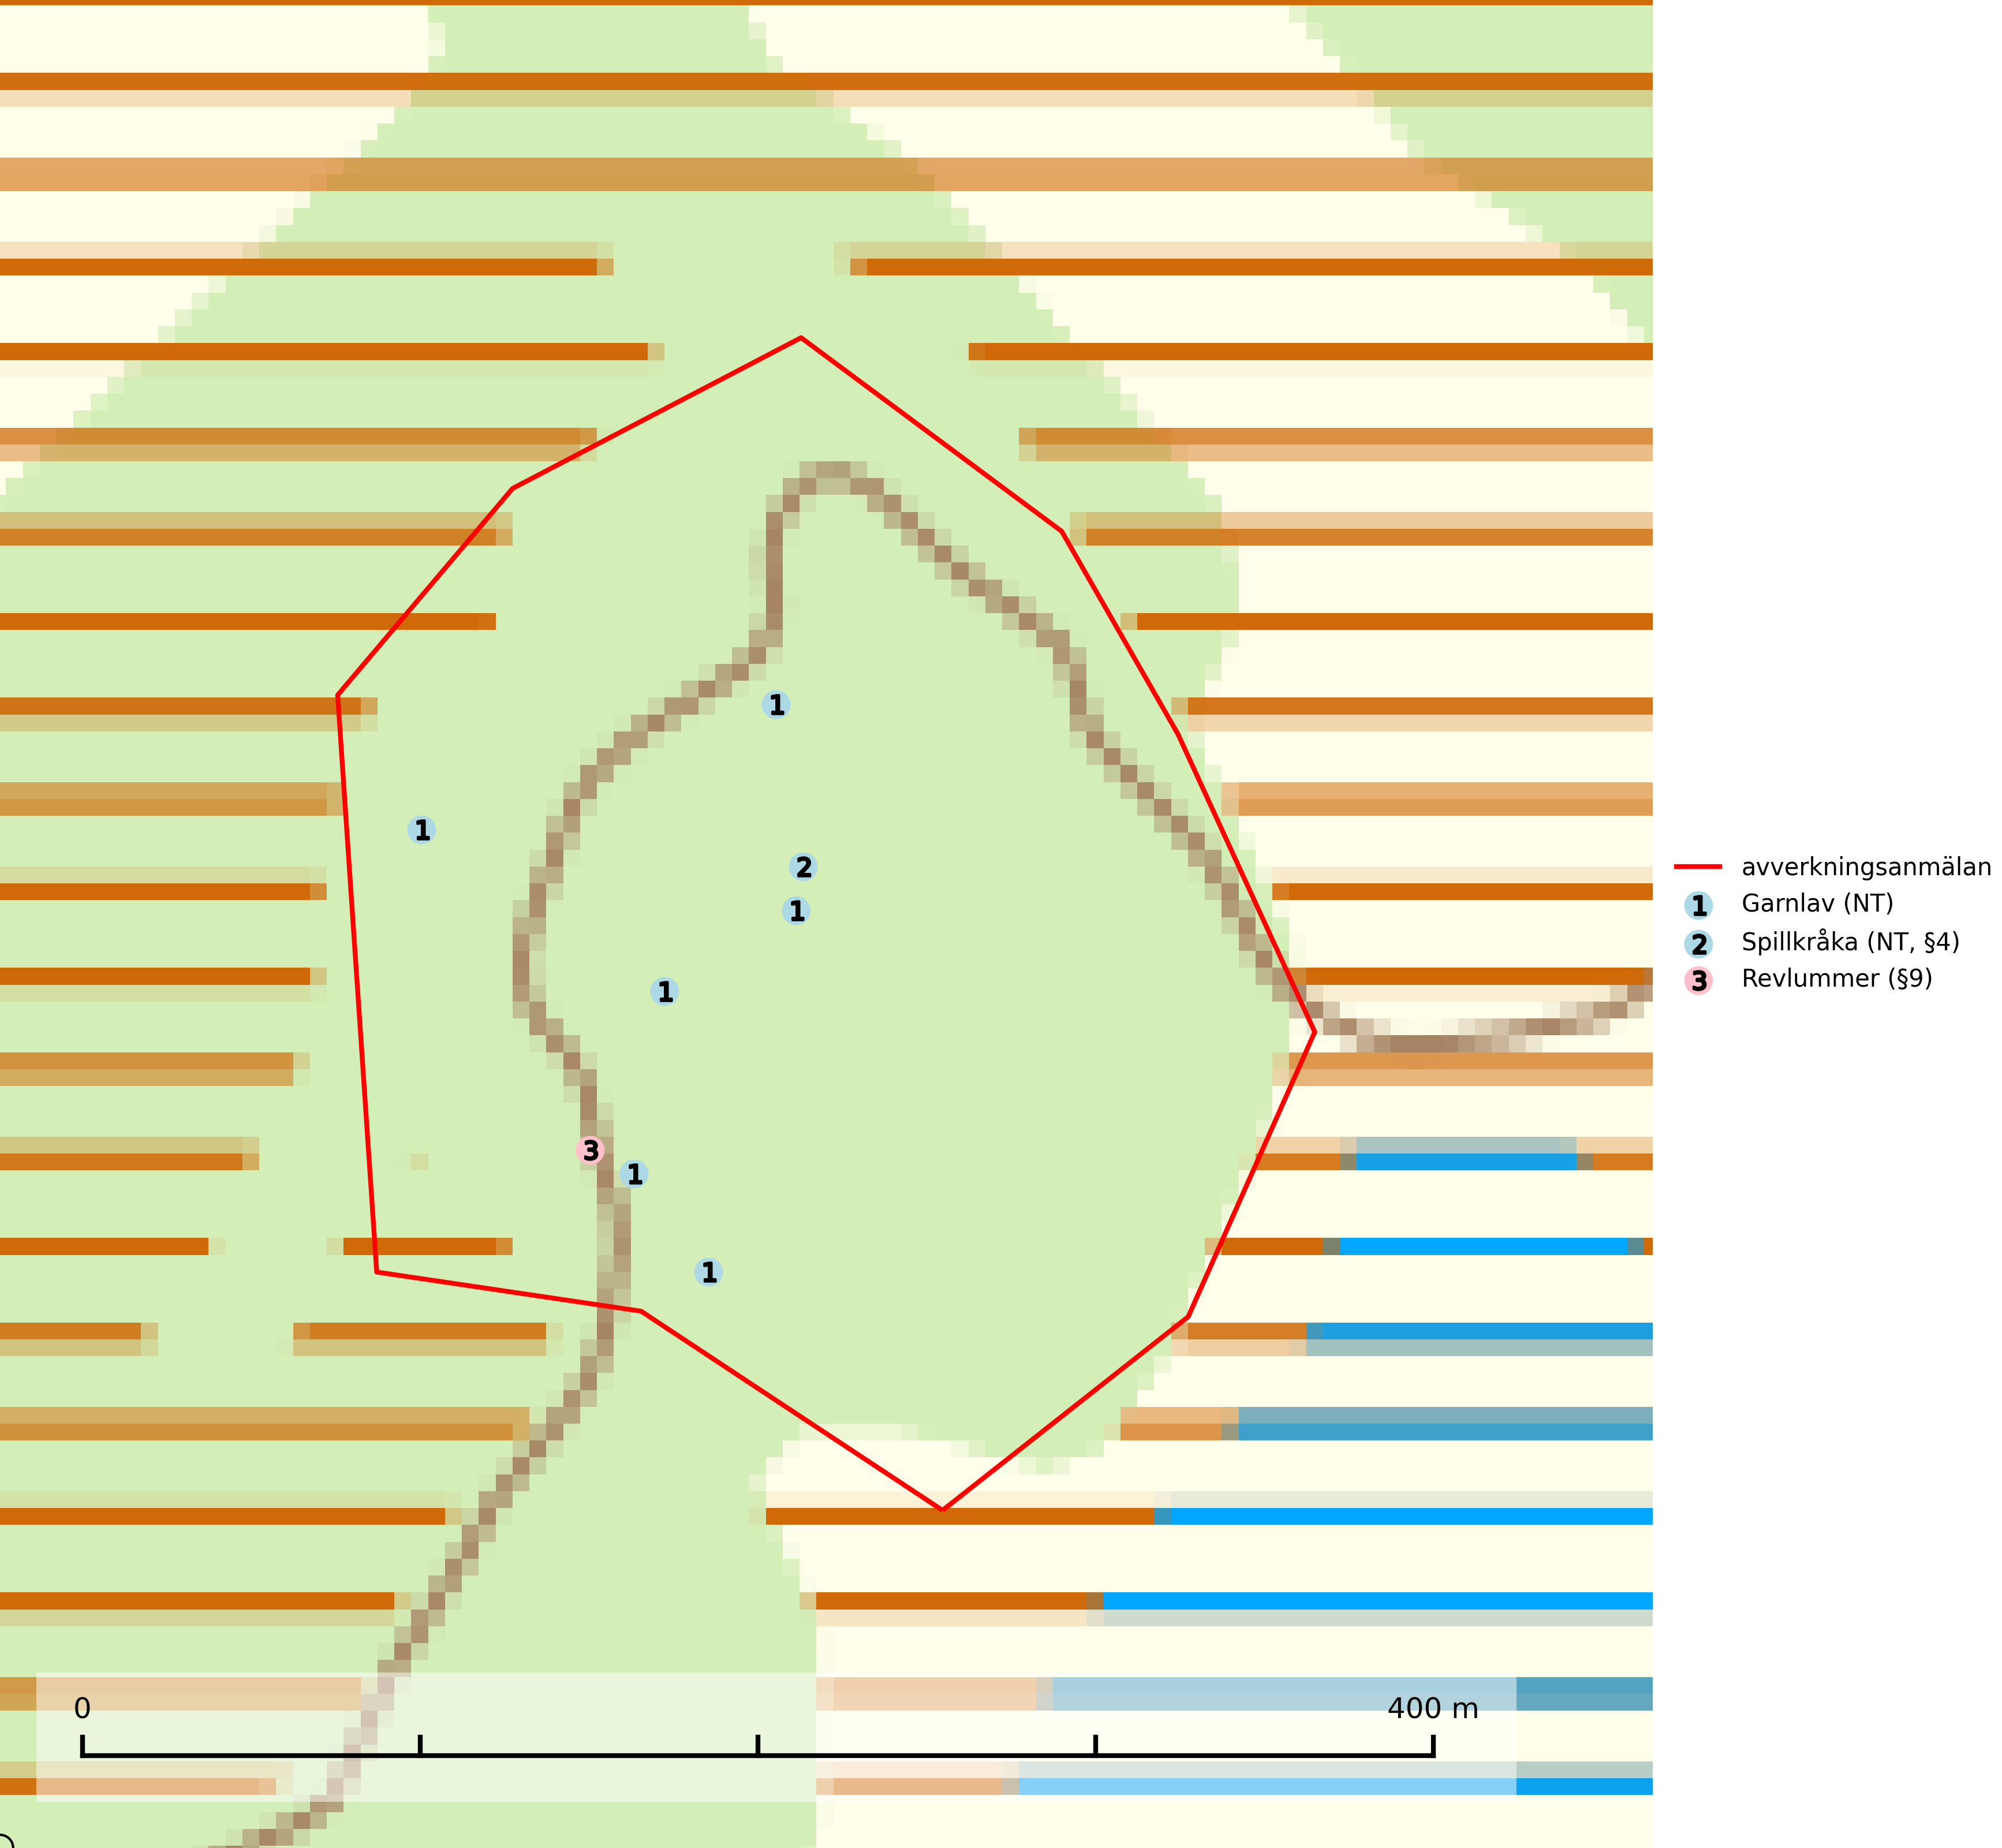 1
1
2
1
1
3
1
1
avverkningsanmälan
1 Garnlav (NT)
2 Spillkråka (NT, §4)
3 Revlummer (§9)
0 400 m